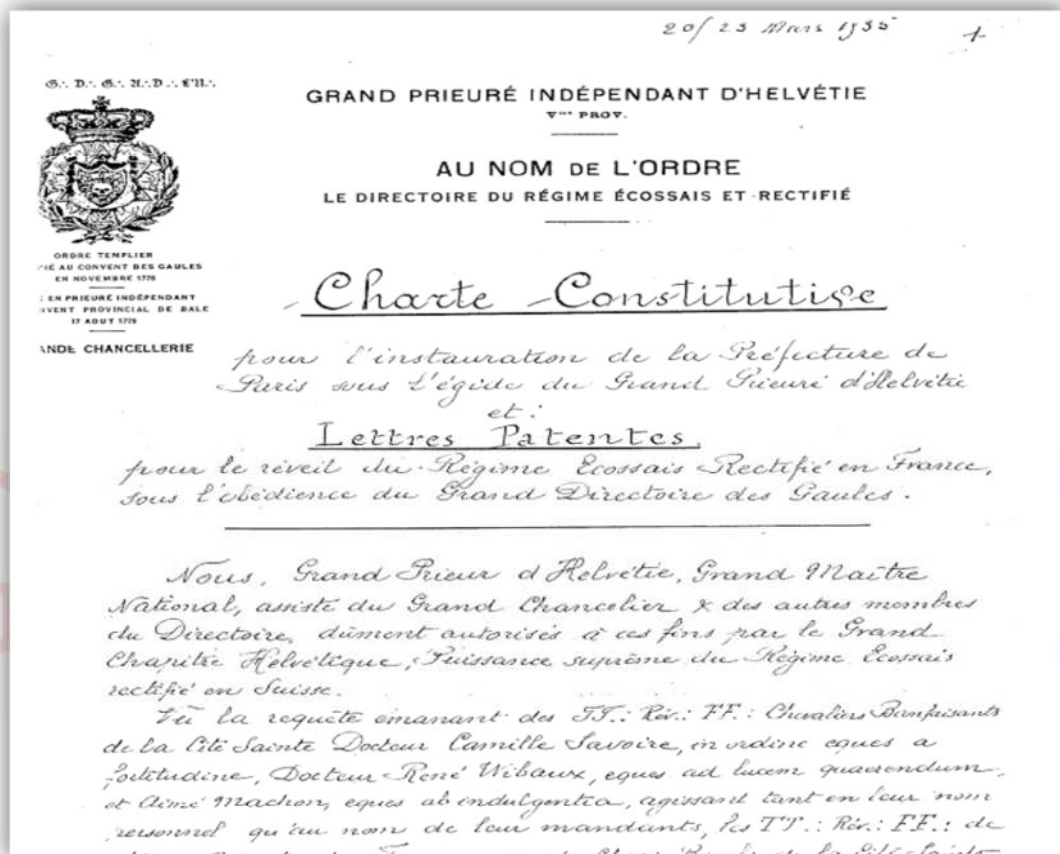 20/23 Mars 1935
G∴ D∴ G∴ A∴ D∴ L'U∴
GRAND PRIEURÉ INDÉPENDANT D'HELVÉTIE
Vme PROV.
AU NOM DE L'ORDRE
LE DIRECTOIRE DU RÉGIME ÉCOSSAIS ET RECTIFIÉ
ORDRE TEMPLIER
AU CONVENT DES GAULES
EN NOVEMBRE 1778
EN PRIEURÉ INDÉPENDANT
PROVINCIAL DE BALE
17 AOUT 1779
CHANCELLERIE
Charte Constitutive
pour l'instauration de la Préfecture de
Paris sous l'égide du Grand Prieuré d'Helvétie
et :
Lettres Patentes,
pour le réveil du Régime Ecossais Rectifié en France,
sous l'obédience du Grand Directoire des Gaules.
Nous, Grand Prieur d'Helvétie, Grand Maître
National, assisté du Grand Chancelier & des autres membres
du Directoire, dûment autorisés à ces fins par le Grand
Chapitre Helvétique, Puissance suprême du Régime Ecossais
rectifié en Suisse.
Vu la requête émanant des TT.: Rév.: FF.: Chevaliers Bienfaisants
de la Cité Sainte Docteur Camille Savoire, in ordine eques a
fortitudine, Docteur René Wibaux, eques ad lucem quaerendum,
et Aimé Machon, eques ab indulgentia, agissant tant en leur nom
personnel qu'au nom de leur mandants, les TT.: Rév.: FF.: de